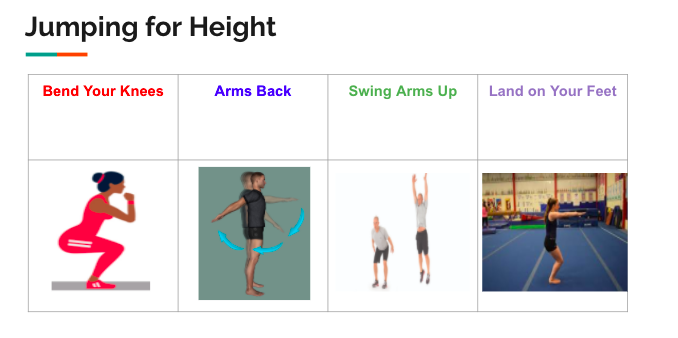 Jumping for Height
Bend Your Knees
Arms Back
Swing Arms Up
Land on Your Feet